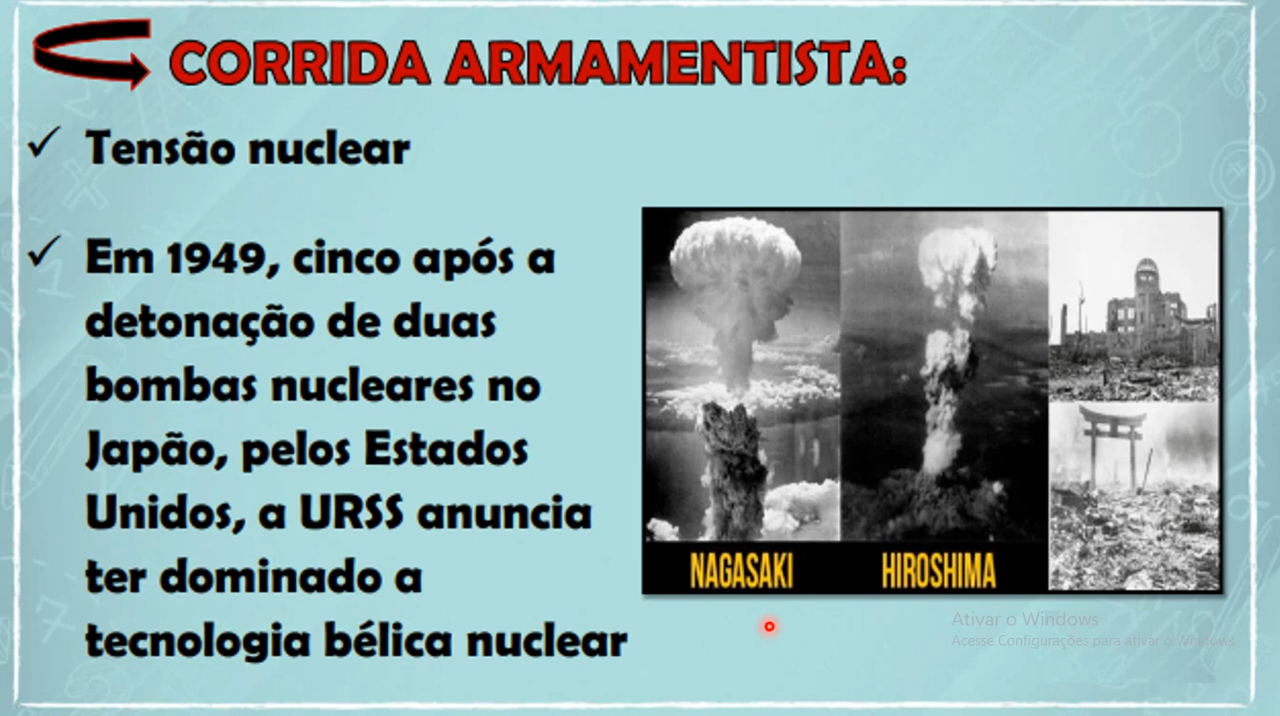 CORRIDA ARMAMENTISTA:
Tensão nuclear
Em 1949, cinco após a
detonação de duas
bombas nucleares no
Japão, pelos Estados
Unidos, a URSS anuncia
ter dominado a
tecnologia bélica nuclear
NAGASAKI
HIROSHIMA
Ativar o Windows
Acesse Configurações para ativar o Windows.